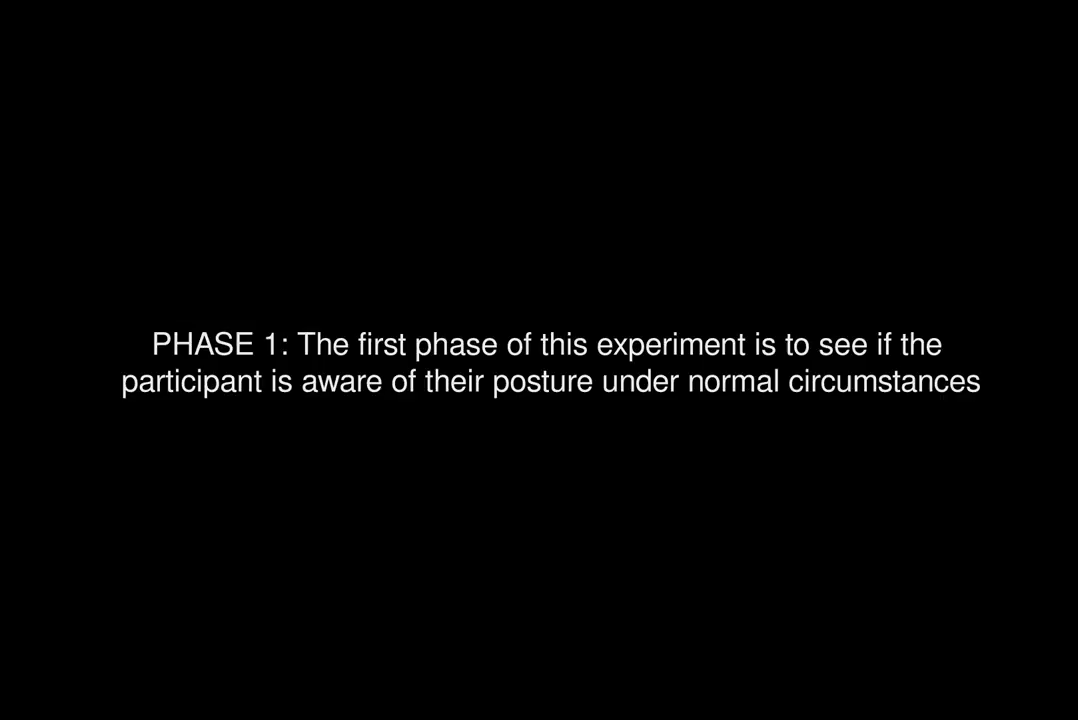 PHASE 1: The first phase of this experiment is to see if the
participant is aware of their posture under normal circumstances